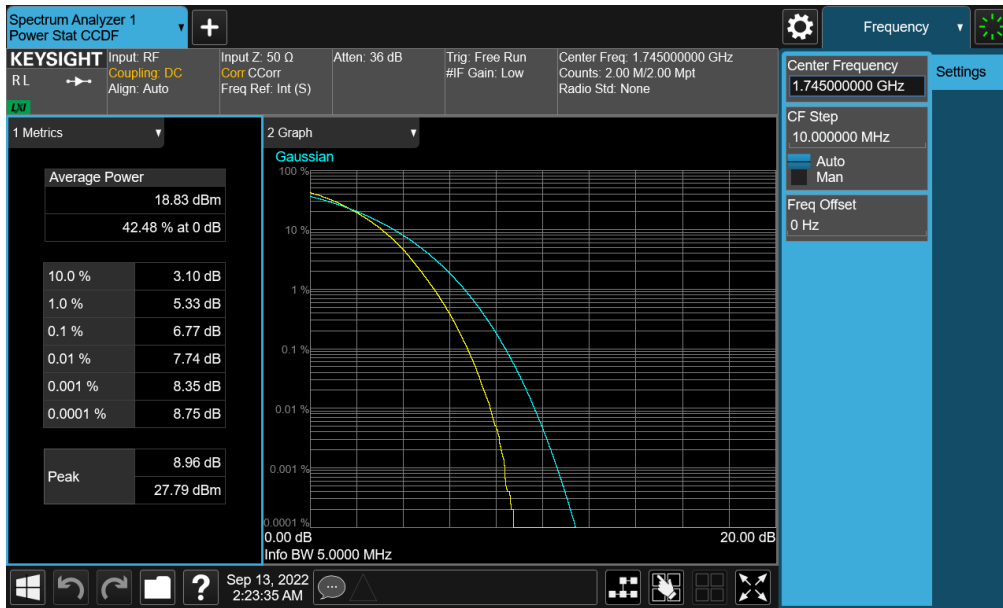 Spectrum Analyzer 1
Power Stat CCDF
+
Frequency
KEYSIGHT
R L
LXI
Input: RF
Coupling: DC
Align: Auto
Input Z: 50 Ω
Corr CCorr
Freq Ref: Int (S)
Atten: 36 dB
Trig: Free Run
#IF Gain: Low
Center Freq: 1.745000000 GHz
Counts: 2.00 M/2.00 Mpt
Radio Std: None
Center Frequency
1.745000000 GHz
Settings
CF Step
10.000000 MHz
Auto
Man
Freq Offset
0 Hz
1 Metrics
Average Power
18.83 dBm
42.48 % at 0 dB
10.0 % 3.10 dB
1.0 % 5.33 dB
0.1 % 6.77 dB
0.01 % 7.74 dB
0.001 % 8.35 dB
0.0001 % 8.75 dB
Peak
8.96 dB
27.79 dBm
2 Graph
Gaussian
100 %
10 %
1 %
0.1 %
0.01 %
0.001 %
0.0001 %
0.00 dB 20.00 dB
Info BW 5.0000 MHz
?
Sep 13, 2022
2:23:35 AM